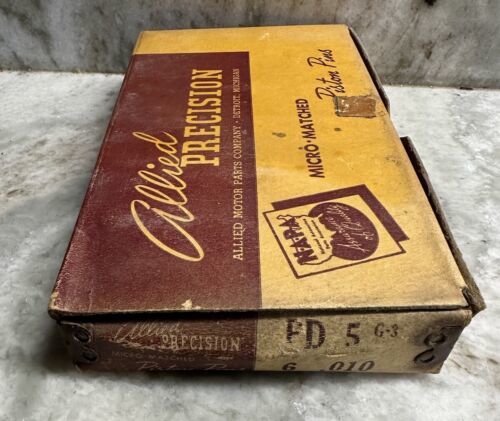 Allied
PRECISION
ALLIED MOTOR PARTS COMPANY · DETROIT, MICHIGAN
MICRO-MATCHED
Piston Pins
N·A·P·A
Allied
PRECISION
MICRO-MATCHED
Piston
FD 5 G-3
6 010